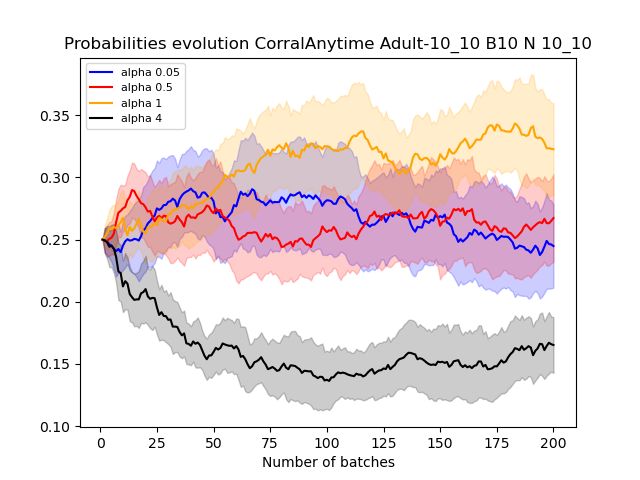 Probabilities evolution CorralAnytime Adult-10_10 B10 N 10_10
alpha 0.05
alpha 0.5
alpha 1
alpha 4
0.35
0.30
0.25
0.20
0.15
0.10
0 25 50 75 100 125 150 175 200
Number of batches